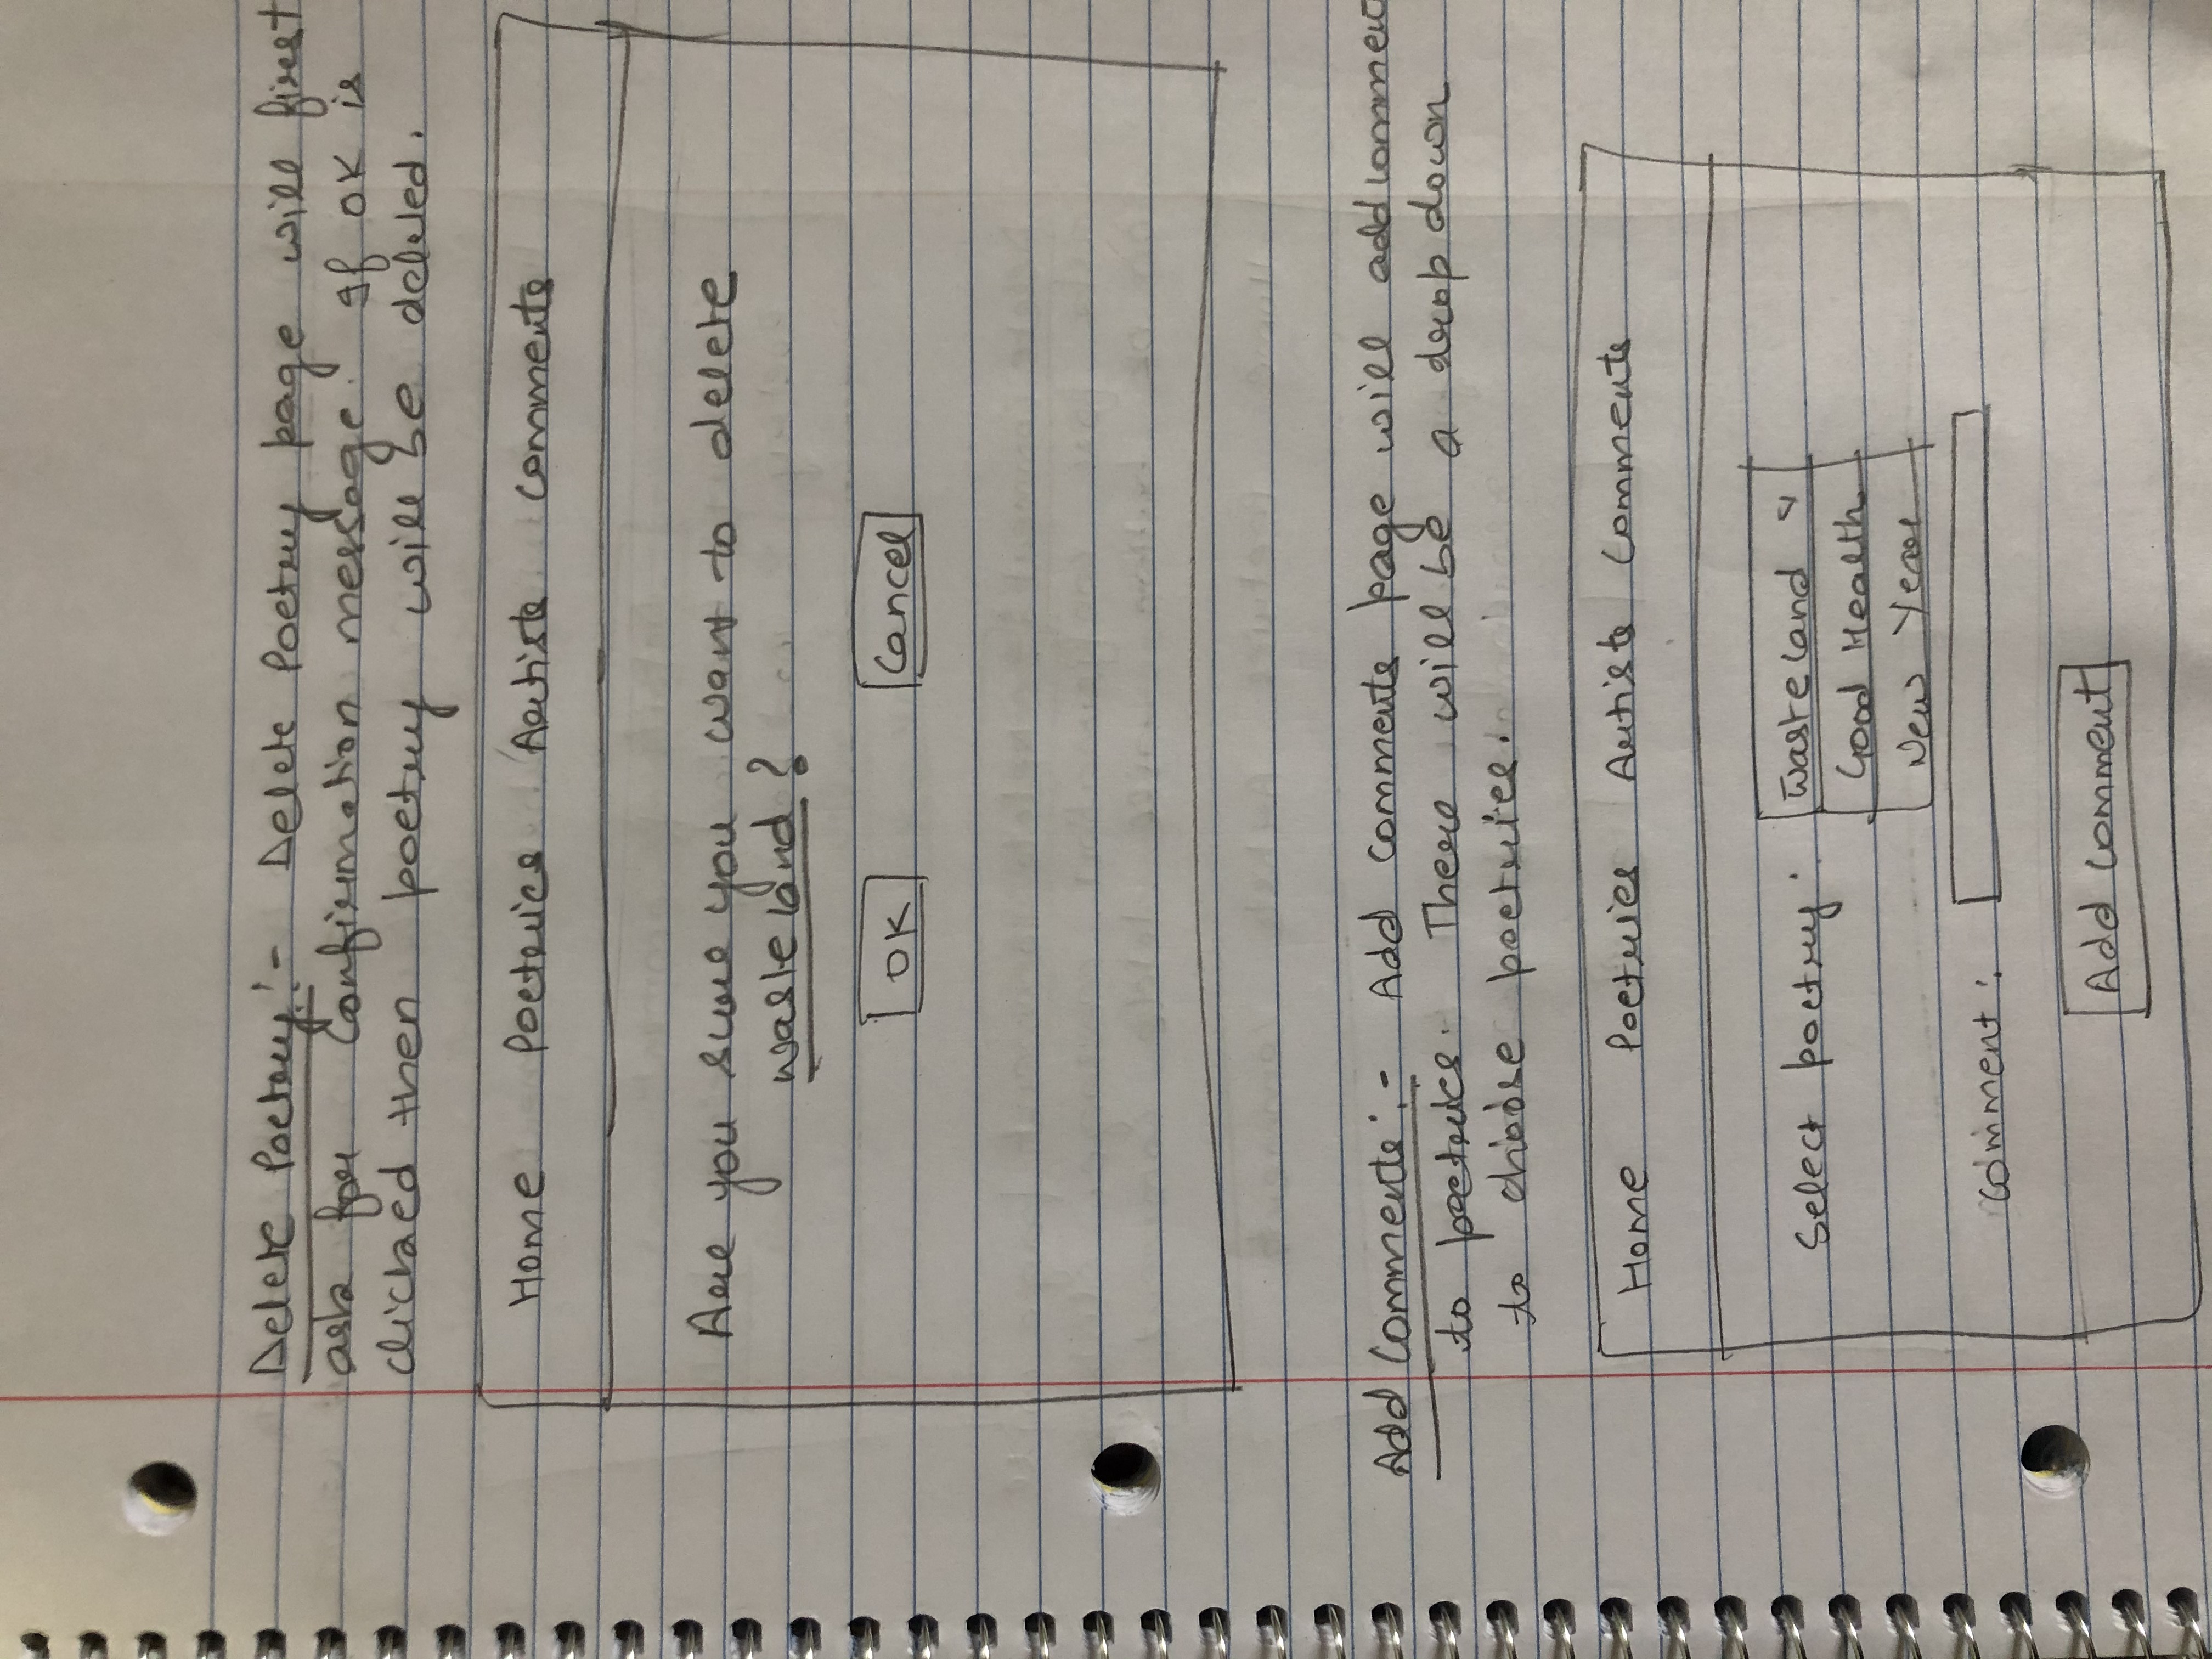 Delete Poetry:- Delete Poetry page will first
ask for confirmation message. If OK is
clicked then poetry will be deleted.
Home Poetries Artists Comments
Are you sure you want to delete
wasteland?
OK Cancel
Add Comments:- Add comments page will add
to poetries. There will be a drop down
to choose poetries.
Home Poetries Artists Comments
Select poetry: Wasteland
Good Health
New Year
Comment:
Add Comment